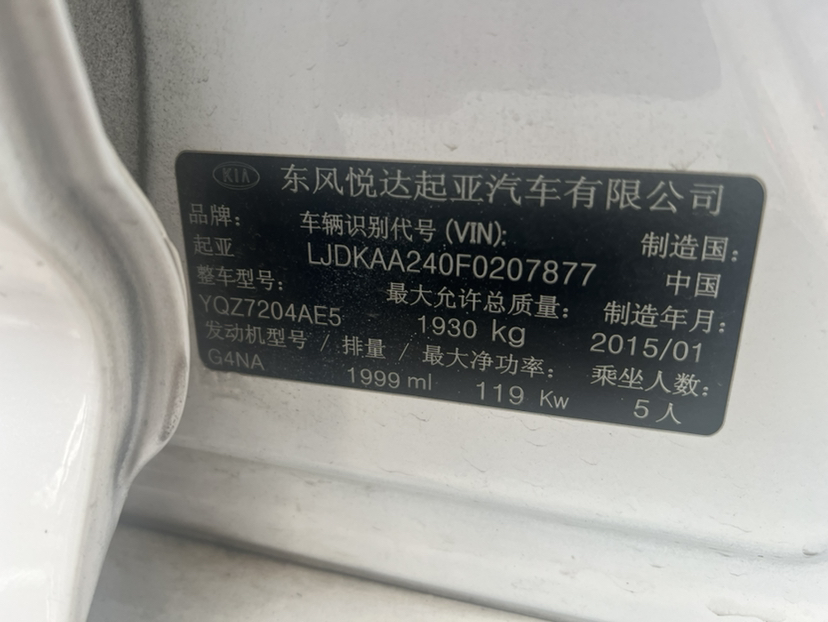 KIA 东风悦达起亚汽车有限公司
品牌: 车辆识别代号(VIN): 制造国:
起亚 LJDKAA240F0207877 中国
整车型号: 最大允许总质量: 制造年月:
YQZ7204AE5 1930 kg 2015/01
发动机型号 / 排量 / 最大净功率: 乘坐人数:
G4NA 1999 ml 119 Kw 5人